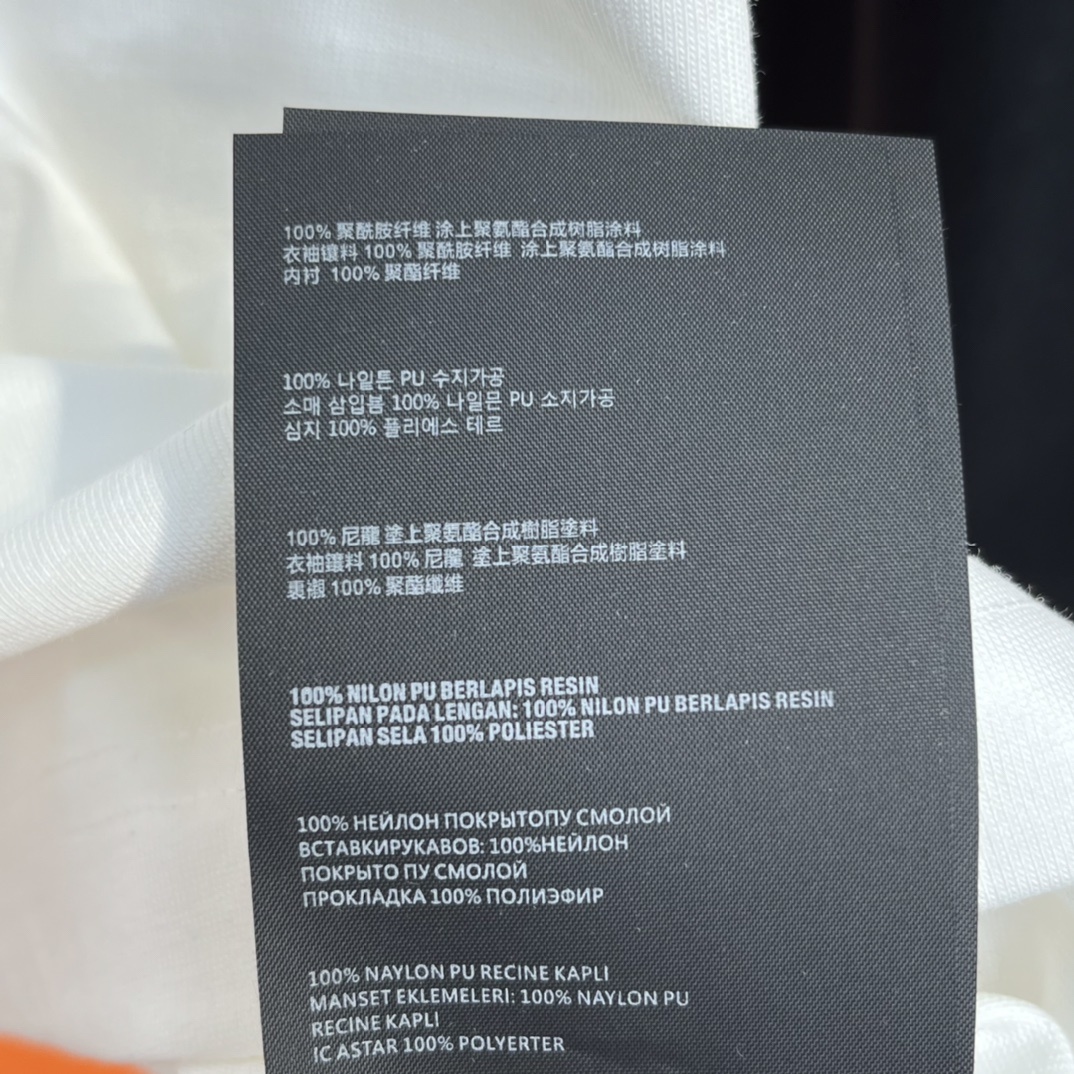 100% 聚酰胺纤维 涂上聚氨酯合成树脂涂料
衣袖镶料 100% 聚酰胺纤维 涂上聚氨酯合成树脂涂料
内衬 100% 聚酯纤维
100% 나일튼 PU 수지가공
소매 삼입붐 100% 나일믄 PU 소지가공
심지 100% 폴리에스 테르
100% 尼龍 塗上聚氨酯合成樹脂塗料
衣袖鑲料 100% 尼龍 塗上聚氨酯合成樹脂塗料
100% 聚酯纖维
100% NILON PU BERLAPIS RESIN
SELIPAN PADA LENGAN: 100% NILON PU BERLAPIS RESIN
SELIPAN SELA 100% POLIESTER
100% НЕЙЛОН ПОКРЫТОПУ СМОЛОЙ
ВСТАВКИРУКАВОВ: 100%НЕЙЛОН
ПОКРЫТО ПУ СМОЛОЙ
ПРОКЛАДКА 100% ПОЛИЭФИР
100% NAYLON PU RECINE KAPLI
MANSET EKLEMELERI: 100% NAYLON PU
RECINE KAPLI
IC ASTAR 100% POLYERTER